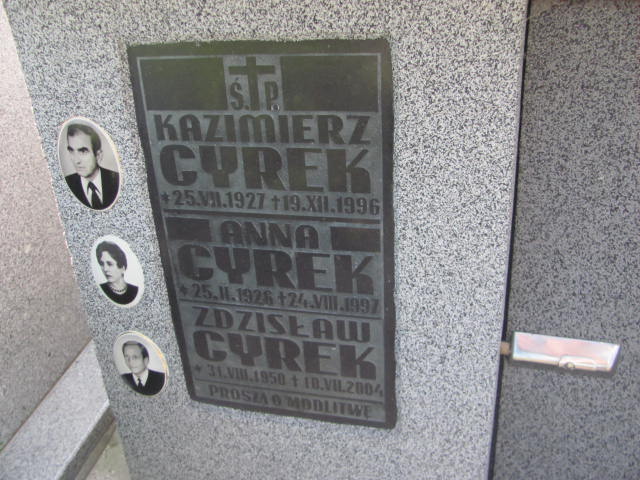 Ś. P.
KAZIMIERZ
CYREK
* 25.VII.1927 † 19.XII.1996
ANNA
CYREK
* 25.II.1926 † 24.VIII.1997
ZDZISŁAW
CYREK
* 31.VIII.1950 † 10.VII.2004
PROSZĄ O MODLITWĘ